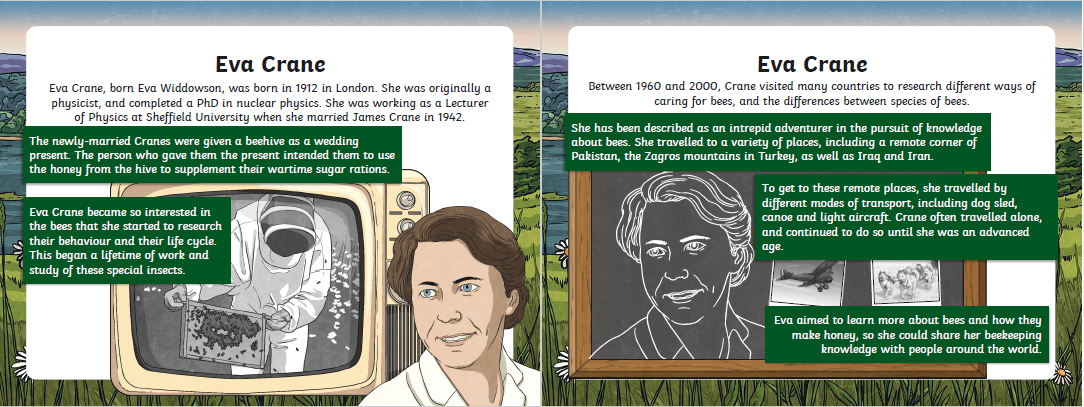 Eva Crane
Eva Crane, born Eva Widdowson, was born in 1912 in London. She was originally a
physicist, and completed a PhD in nuclear physics. She was working as a Lecturer
of Physics at Sheffield University when she married James Crane in 1942.
The newly-married Cranes were given a beehive as a wedding
present. The person who gave them the present intended them to use
the honey from the hive to supplement their wartime sugar rations.
Eva Crane became so interested in
the bees that she started to research
their behaviour and their life cycle.
This began a lifetime of work and
study of these special insects.
Eva Crane
Between 1960 and 2000, Crane visited many countries to research different ways of
caring for bees, and the differences between species of bees.
She has been described as an intrepid adventurer in the pursuit of knowledge
about bees. She travelled to a variety of places, including a remote corner of
Pakistan, the Zagros mountains in Turkey, as well as Iraq and Iran.
To get to these remote places, she travelled by
different modes of transport, including dog sled,
canoe and light aircraft. Crane often travelled alone,
and continued to do so until she was an advanced
age.
Eva aimed to learn more about bees and how they
make honey, so she could share her beekeeping
knowledge with people around the world.